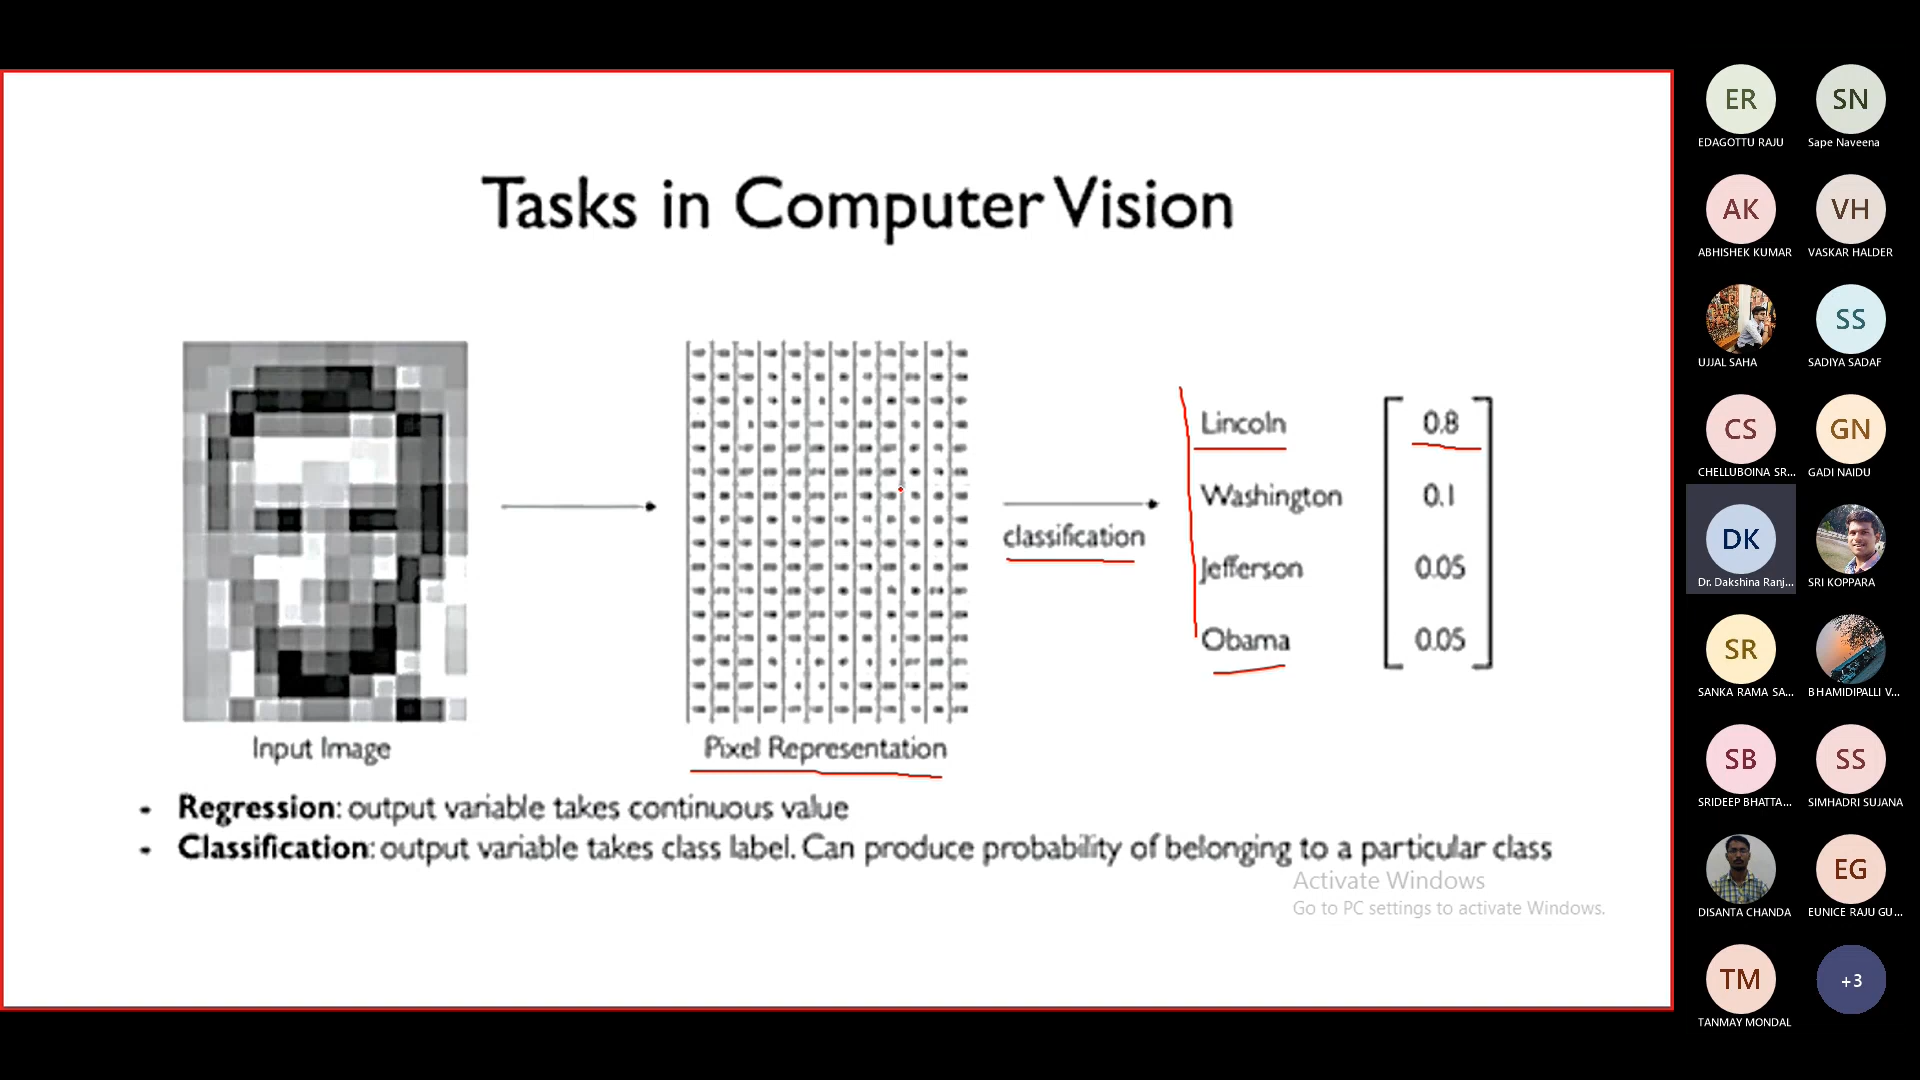 Tasks in Computer Vision
Lincoln
0.8
Washington
0.1
classification
Jefferson
0.05
Obama
0.05
Input Image
Pixel Representation
- Regression: output variable takes continuous value
- Classification: output variable takes class label. Can produce probability of belonging to a particular class
Activate Windows
Go to PC settings to activate Windows.
ER
SN
EDAGOTTU RAJU
Sape Naveena
AK
VH
ABHISHEK KUMAR
VASKAR HALDER
SS
UJJAL SAHA
SADIYA SADAF
CS
GN
CHELLUBOINA SR...
GADI NAIDU
DK
Dr. Dakshina Ranj...
SRI KOPPARA
SR
SANKA RAMA SA...
BHAMIDIPALLI V...
SB
SS
SRIDEEP BHATTA...
SIMHADRI SUJANA
EG
DISANTA CHANDA
EUNICE RAJU GU...
TM
+3
TANMAY MONDAL